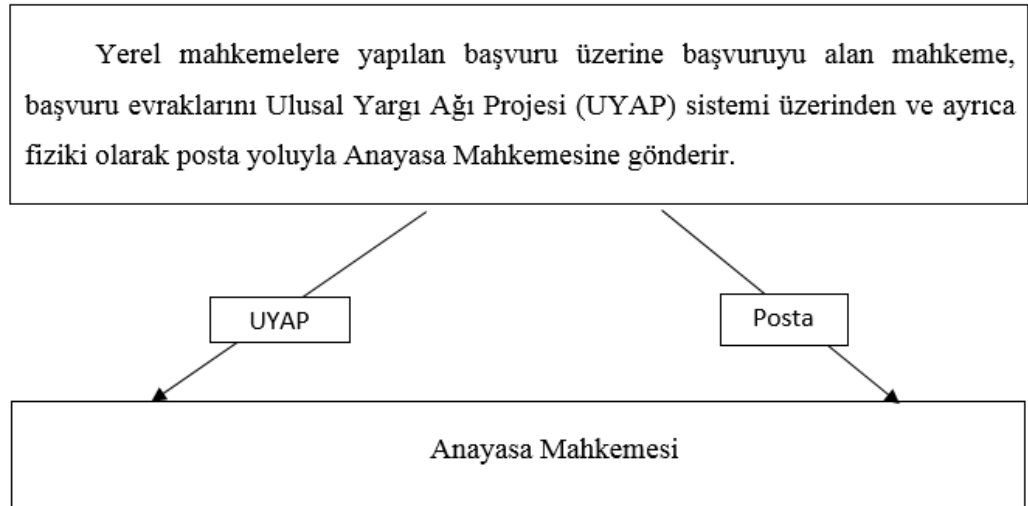 Yerel mahkemelere yapılan başvuru üzerine başvuruyu alan mahkeme,
başvuru evraklarını Ulusal Yargı Ağı Projesi (UYAP) sistemi üzerinden ve ayrıca
fiziki olarak posta yoluyla Anayasa Mahkemesine gönderir.
UYAP
Posta
Anayasa Mahkemesi